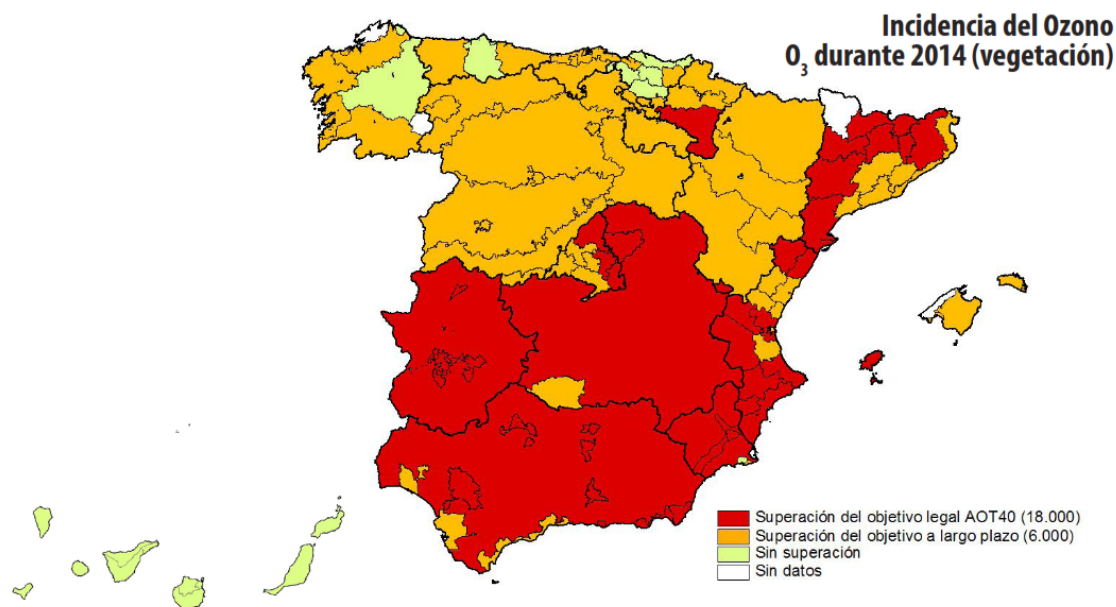 Incidencia del Ozono
O₃ durante 2014 (vegetación)
Superación del objetivo legal AOT40 (18.000)
Superación del objetivo a largo plazo (6.000)
Sin superación
Sin datos